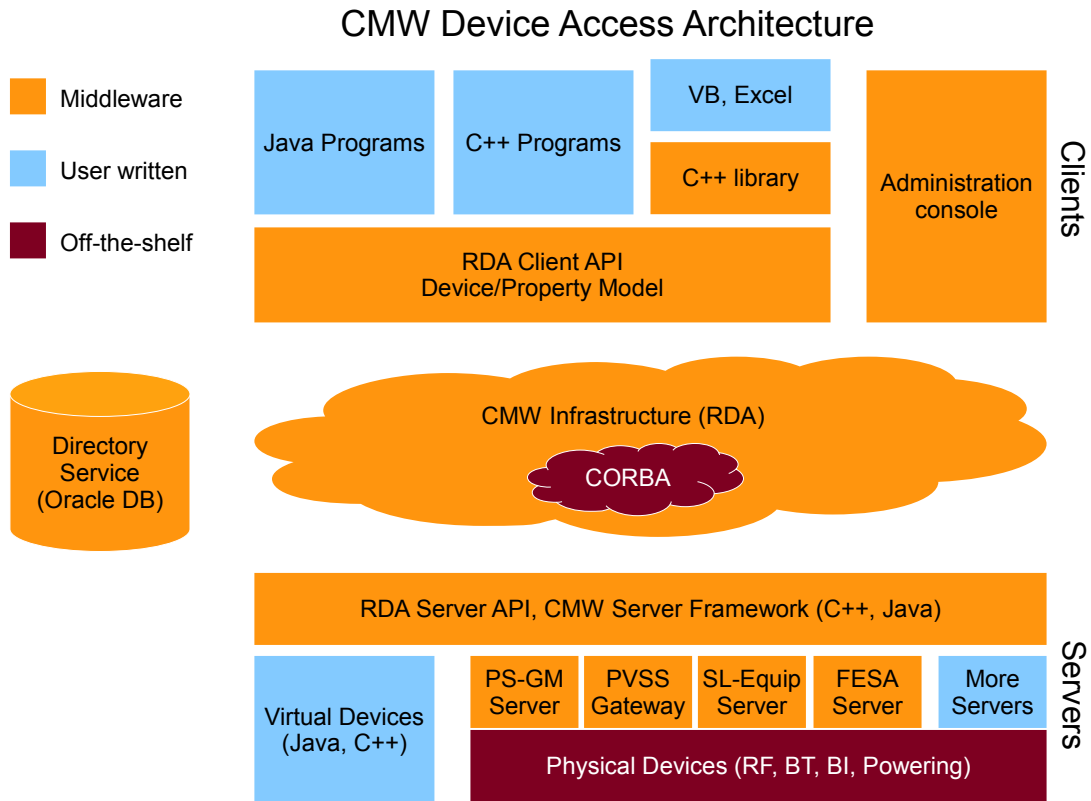 CMW Device Access Architecture
Middleware
User written
Off-the-shelf
Java Programs
C++ Programs
VB, Excel
C++ library
Administration
console
RDA Client API
Device/Property Model
Clients
Directory
Service
(Oracle DB)
CMW Infrastructure (RDA)
CORBA
RDA Server API, CMW Server Framework (C++, Java)
Virtual Devices
(Java, C++)
PS-GM
Server
PVSS
Gateway
SL-Equip
Server
FESA
Server
More
Servers
Physical Devices (RF, BT, BI, Powering)
Servers